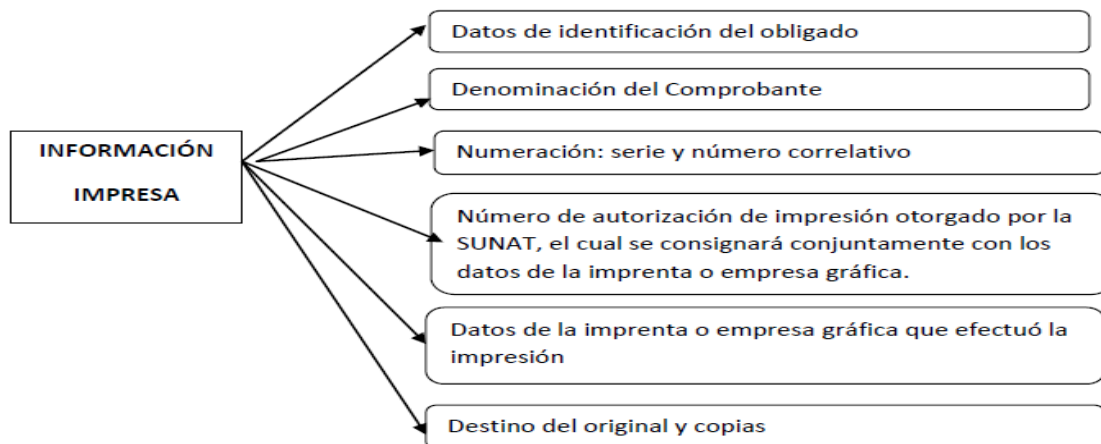 INFORMACIÓN
IMPRESA
Datos de identificación del obligado
Denominación del Comprobante
Numeración: serie y número correlativo
Número de autorización de impresión otorgado por la
SUNAT, el cual se consignará conjuntamente con los
datos de la imprenta o empresa gráfica.
Datos de la imprenta o empresa gráfica que efectuó la
impresión
Destino del original y copias